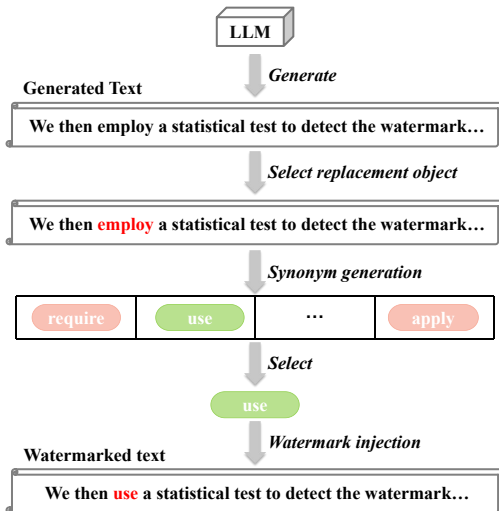 LLM
Generate
Generated Text
We then employ a statistical test to detect the watermark…
Select replacement object
We then employ a statistical test to detect the watermark…
Synonym generation
require use … apply
Select
use
Watermark injection
Watermarked text
We then use a statistical test to detect the watermark…